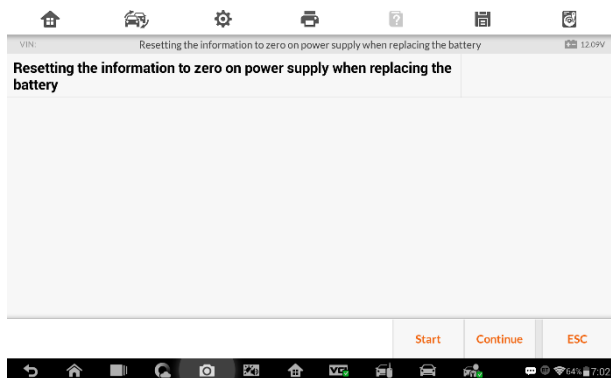 VIN:
Resetting the information to zero on power supply when replacing the battery
12.09V
Resetting the information to zero on power supply when replacing the
battery
Start
Continue
ESC
64%
7:02